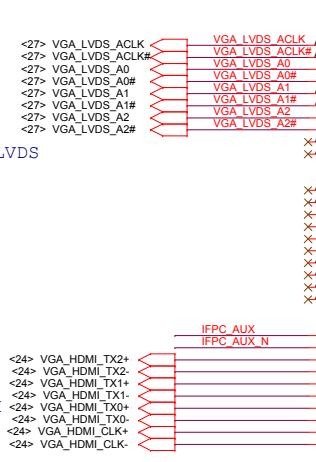 <27> VGA_LVDS_ACLK VGA_LVDS_ACLK
<27> VGA_LVDS_ACLK# VGA_LVDS_ACLK#
<27> VGA_LVDS_A0 VGA_LVDS_A0
<27> VGA_LVDS_A0# VGA_LVDS_A0#
<27> VGA_LVDS_A1 VGA_LVDS_A1
<27> VGA_LVDS_A1# VGA_LVDS_A1#
<27> VGA_LVDS_A2 VGA_LVDS_A2
<27> VGA_LVDS_A2# VGA_LVDS_A2#
LVDS
IFPC_AUX
IFPC_AUX_N
<24> VGA_HDMI_TX2+
<24> VGA_HDMI_TX2-
<24> VGA_HDMI_TX1+
<24> VGA_HDMI_TX1-
<24> VGA_HDMI_TX0+
<24> VGA_HDMI_TX0-
<24> VGA_HDMI_CLK+
<24> VGA_HDMI_CLK-